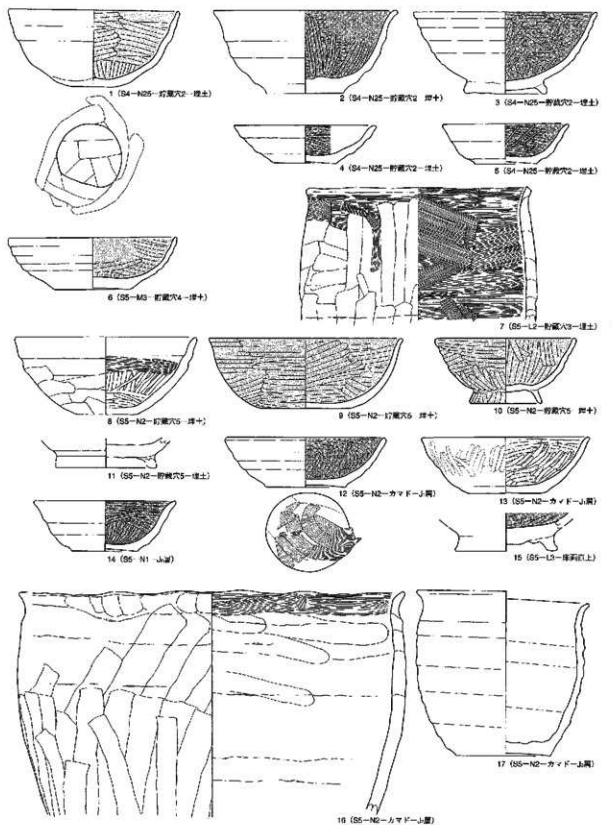 1 (S4−N25−貯蔵穴2−埋土)
2 (S4−N25−貯蔵穴2−埋土)
3 (S4−N25−貯蔵穴2−埋土)
4 (S4−N25−貯蔵穴2−埋土)
5 (S4−N25−貯蔵穴2−埋土)
6 (S5−M3−貯蔵穴4−埋土)
7 (S5−L2−貯蔵穴3−埋土)
8 (S5−N2−貯蔵穴5−埋土)
9 (S5−N2−貯蔵穴5−埋土)
10 (S5−N2−貯蔵穴5−埋土)
11 (S5−N2−貯蔵穴5−埋土)
12 (S5−N2−カマド−上層)
13 (S5−N2−カマド−上層)
14 (S5−N1−上層)
15 (S5−L3−床面直上)
16 (S5−N2−カマド−上層)
17 (S5−N2−カマド−上層)